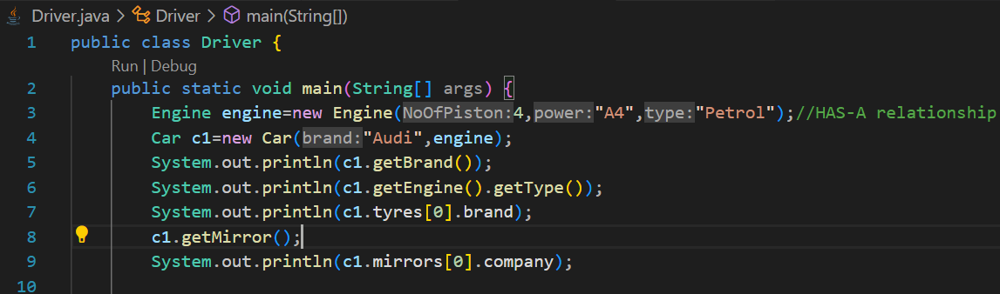 Driver.java > Driver > main(String[])
1 public class Driver {
Run | Debug
2 public static void main(String[] args) {
3 Engine engine=new Engine(NoOfPiston:4,power:"A4",type:"Petrol");//HAS-A relationship
4 Car c1=new Car(brand:"Audi",engine);
5 System.out.println(c1.getBrand());
6 System.out.println(c1.getEngine().getType());
7 System.out.println(c1.tyres[0].brand);
8 c1.getMirror();
9 System.out.println(c1.mirrors[0].company);
10